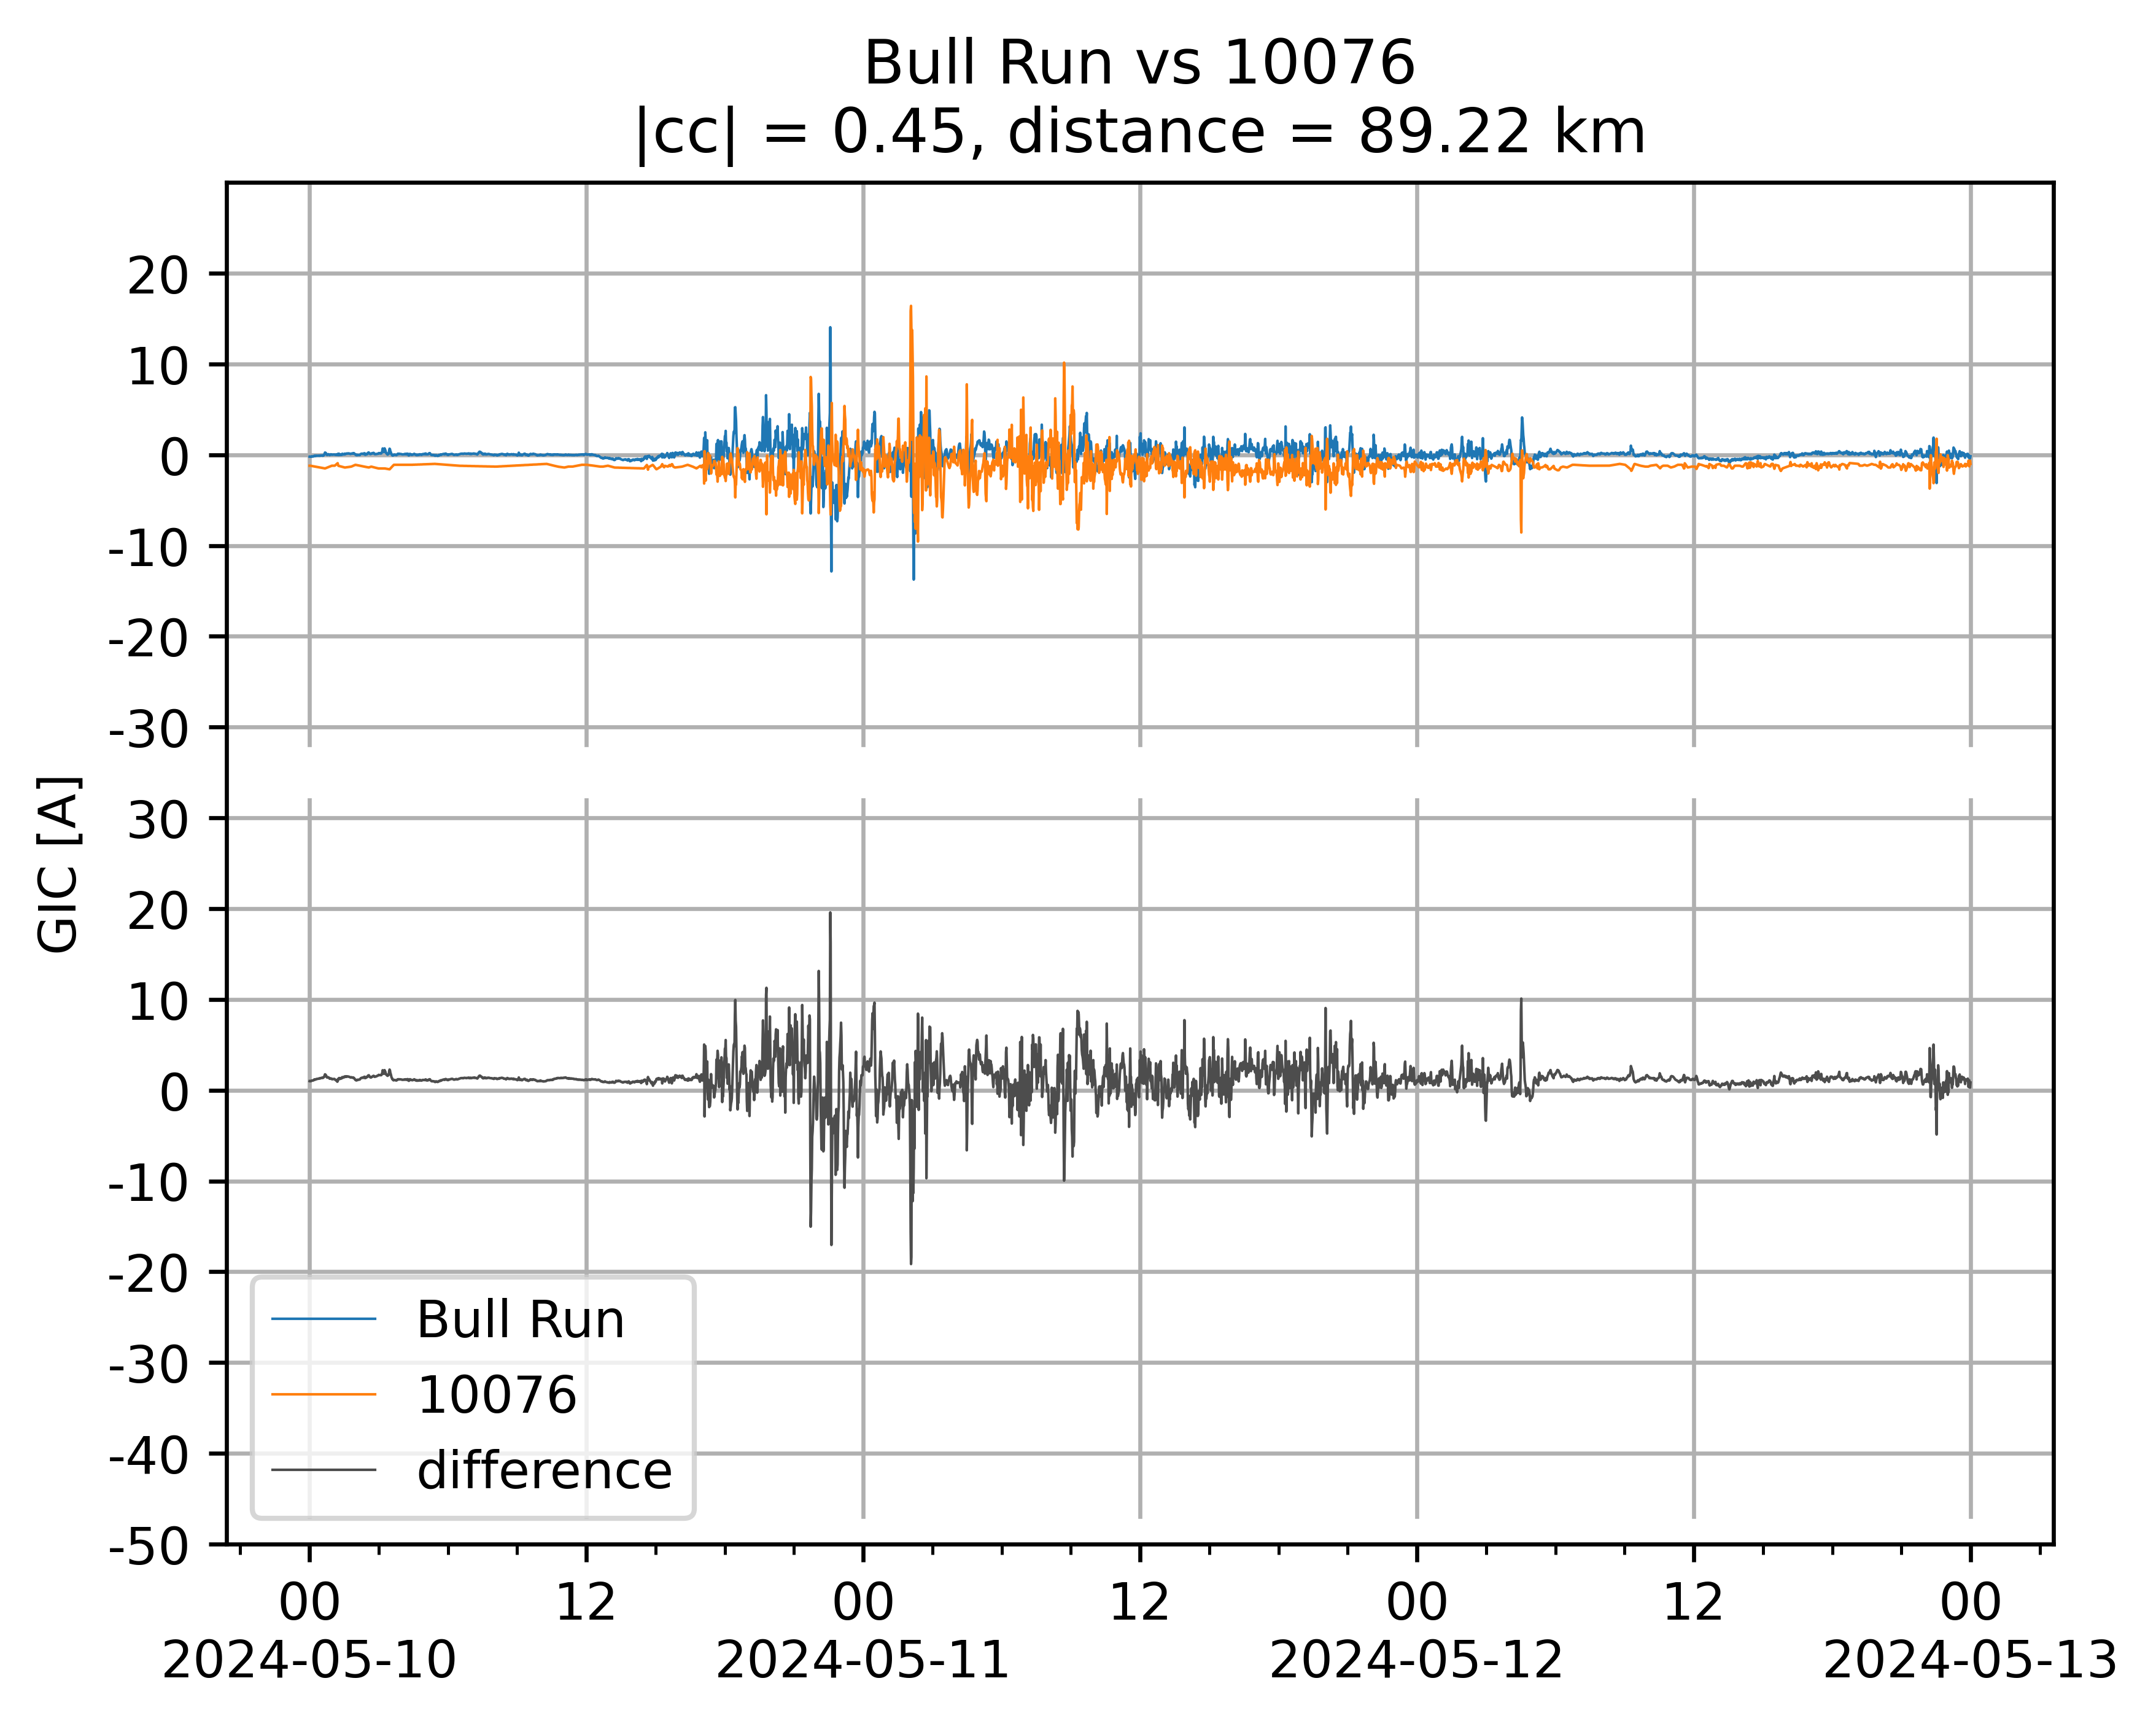 Bull Run vs 10076
|cc| = 0.45, distance = 89.22 km
GIC [A]
20
10
0
-10
-20
-30
30
20
10
0
-10
-20
-30
-40
-50
Bull Run
10076
difference
00 12 00 12 00 12 00
2024-05-10 2024-05-11 2024-05-12 2024-05-13